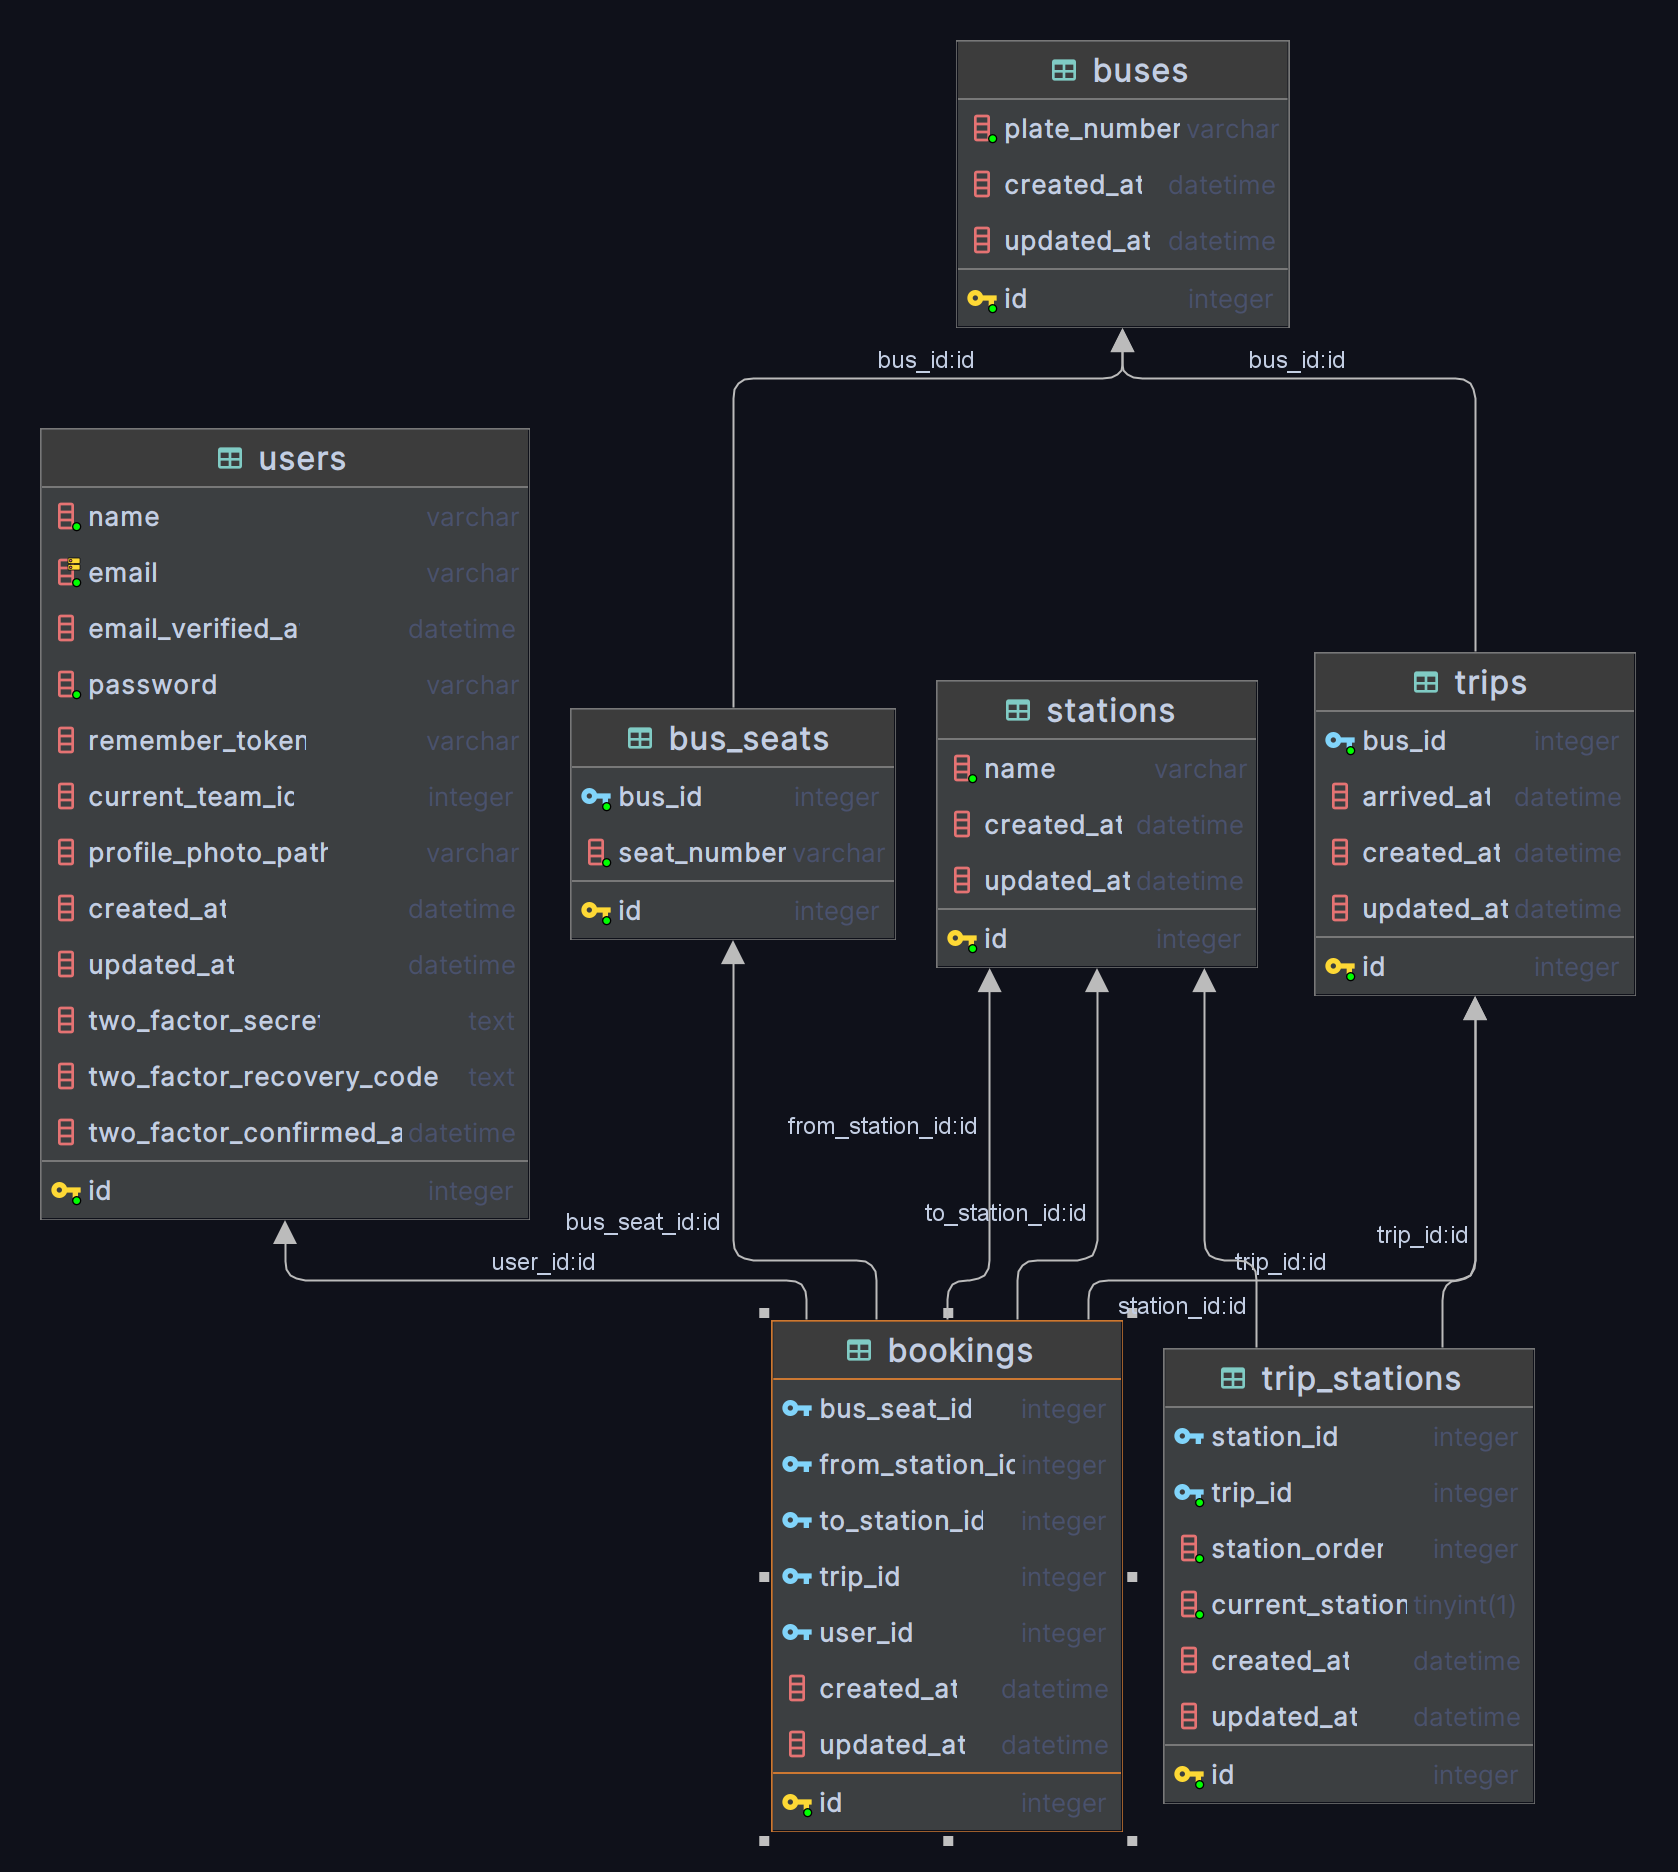 buses
plate_number varchar
created_at datetime
updated_at datetime
id integer
bus_id:id
bus_id:id
users
name varchar
email varchar
email_verified_a datetime
password varchar
remember_token varchar
current_team_id integer
profile_photo_path varchar
created_at datetime
updated_at datetime
two_factor_secret text
two_factor_recovery_code text
two_factor_confirmed_a datetime
id integer
bus_seats
bus_id integer
seat_number varchar
id integer
stations
name varchar
created_at datetime
updated_at datetime
id integer
trips
bus_id integer
arrived_at datetime
created_at datetime
updated_at datetime
id integer
from_station_id:id
to_station_id:id
bus_seat_id:id
user_id:id
trip_id:id
trip_id:id
station_id:id
bookings
bus_seat_id integer
from_station_id integer
to_station_id integer
trip_id integer
user_id integer
created_at datetime
updated_at datetime
id integer
trip_stations
station_id integer
trip_id integer
station_order integer
current_station tinyint(1)
created_at datetime
updated_at datetime
id integer